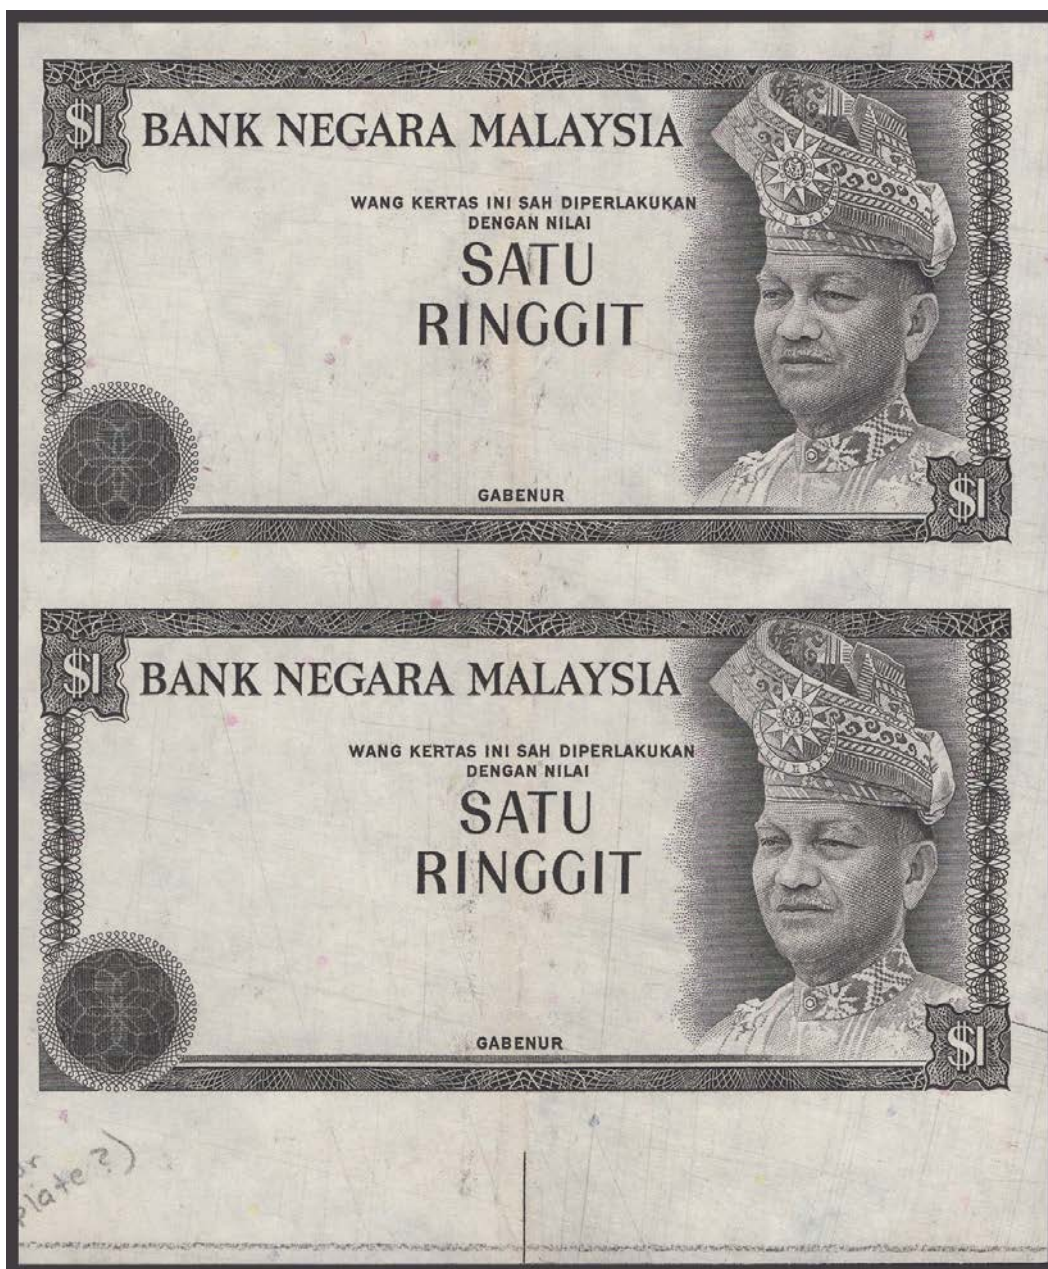 $1
BANK NEGARA MALAYSIA
WANG KERTAS INI SAH DIPERLAKUKAN
DENGAN NILAI
SATU
RINGGIT
GABENUR
$1
$1
BANK NEGARA MALAYSIA
WANG KERTAS INI SAH DIPERLAKUKAN
DENGAN NILAI
SATU
RINGGIT
GABENUR
$1
plate?)